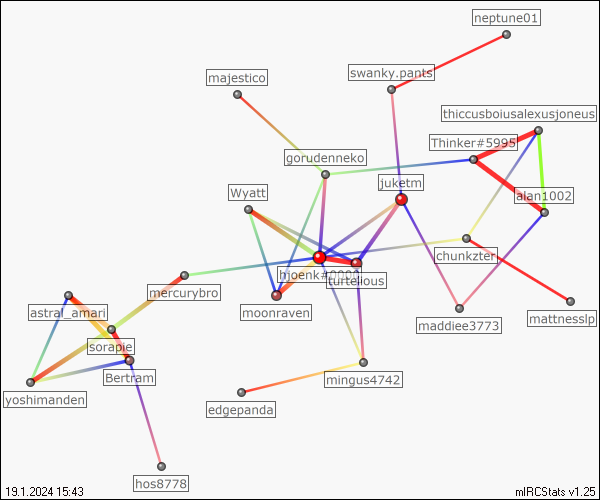 neptune01
swanky.pants
majestico
thiccusboiusalexusjoneus
Thinker#5995
gorudenneko
juketm
Wyatt
alan1002
chunkzter
hjoenk#0000
turtelious
mercurybro
moonraven
astral_amari
maddiee3773
mattnesslp
sorapie
Bertram
mingus4742
yoshimanden
edgepanda
hos8778
19.1.2024 15:43
mIRCStats v1.25